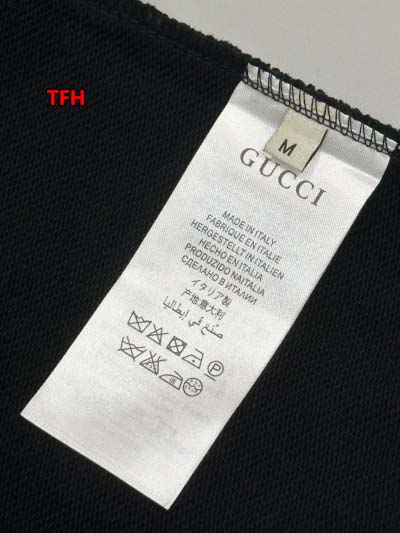 TFH
M
GUCCI
MADE IN ITALY
FABRIQUE EN ITALIE
HERGESTELLT IN ITALIEN
HECHO EN ITALIA
PRODUZIDO NA ITALIA
СДЕЛАНО В ИТАЛИИ
イタリア製
产地意大利
صنع في إيطاليا
P